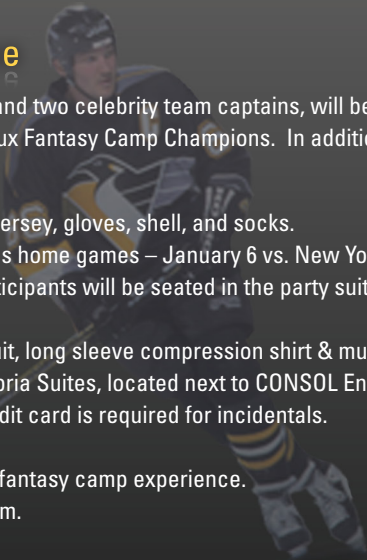 e
and two celebrity team captains, will be
ux Fantasy Camp Champions. In additio
ersey, gloves, shell, and socks.
s home games – January 6 vs. New Yo
ticipants will be seated in the party suit
uit, long sleeve compression shirt & mu
oria Suites, located next to CONSOL En
dit card is required for incidentals.
fantasy camp experience.
m.